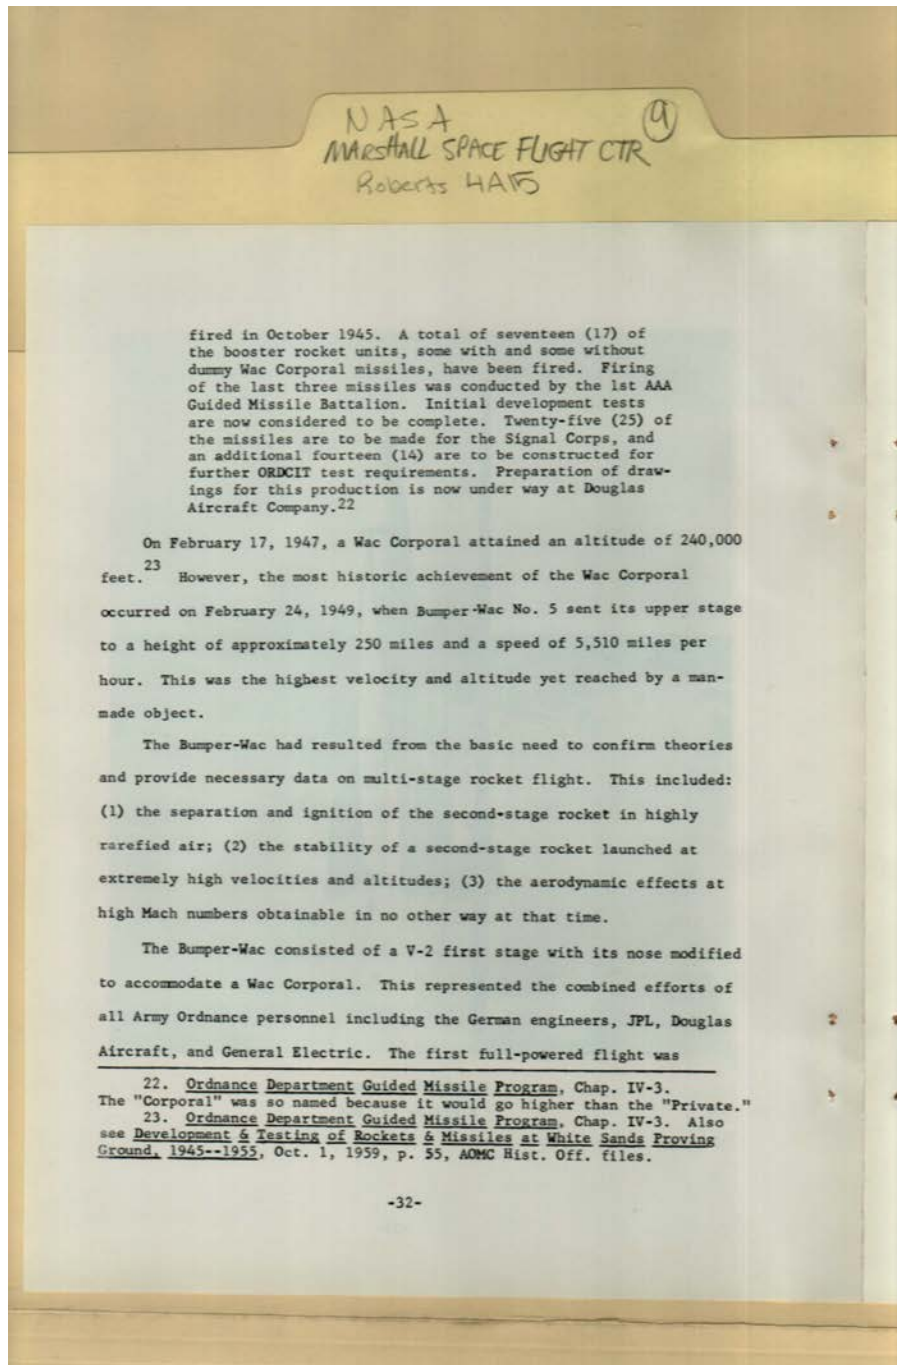 NASA
9
MARSHALL SPACE FLIGHT CTR
Roberts 4A15
fired in October 1945. A total of seventeen (17) of
the booster rocket units, some with and some without
dummy Wac Corporal missiles, have been fired. Firing
of the last three missiles was conducted by the 1st AAA
Guided Missile Battalion. Initial development tests
are now considered to be complete. Twenty-five (25) of
the missiles are to be made for the Signal Corps, and
an additional fourteen (14) are to be constructed for
further ORDCIT test requirements. Preparation of draw-
ings for this production is now under way at Douglas
Aircraft Company.22
On February 17, 1947, a Wac Corporal attained an altitude of 240,000
feet.23 However, the most historic achievement of the Wac Corporal
occurred on February 24, 1949, when Bumper-Wac No. 5 sent its upper stage
to a height of approximately 250 miles and a speed of 5,510 miles per
hour. This was the highest velocity and altitude yet reached by a man-
made object.
The Bumper-Wac had resulted from the basic need to confirm theories
and provide necessary data on multi-stage rocket flight. This included:
(1) the separation and ignition of the second-stage rocket in highly
rarefied air; (2) the stability of a second-stage rocket launched at
extremely high velocities and altitudes; (3) the aerodynamic effects at
high Mach numbers obtainable in no other way at that time.
The Bumper-Wac consisted of a V-2 first stage with its nose modified
to accommodate a Wac Corporal. This represented the combined efforts of
all Army Ordnance personnel including the German engineers, JPL, Douglas
Aircraft, and General Electric. The first full-powered flight was
22. Ordnance Department Guided Missile Program, Chap. IV-3.
The "Corporal" was so named because it would go higher than the "Private."
23. Ordnance Department Guided Missile Program, Chap. IV-3. Also
see Development & Testing of Rockets & Missiles at White Sands Proving
Ground, 1945--1955, Oct. 1, 1959, p. 55, AOMC Hist. Off. files.
-32-